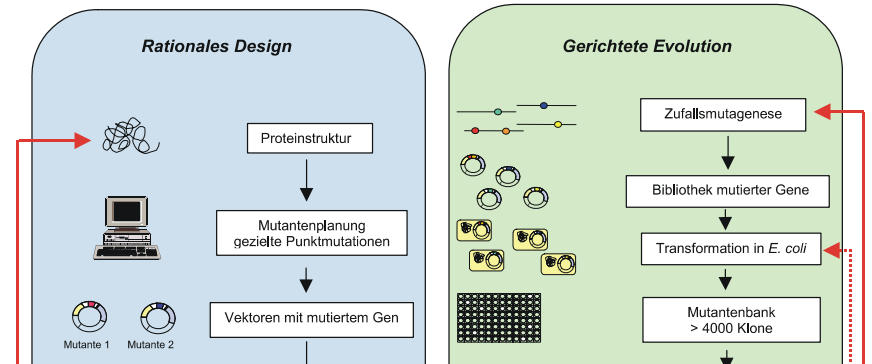 Rationales Design
Proteinstruktur
Mutantenplanung
gezielte Punktmutationen
Vektoren mit mutiertem Gen
Mutante 1
Mutante 2
Gerichtete Evolution
Zufallsmutagenese
Bibliothek mutierter Gene
Transformation in E. coli
Mutantenbank
> 4000 Klone